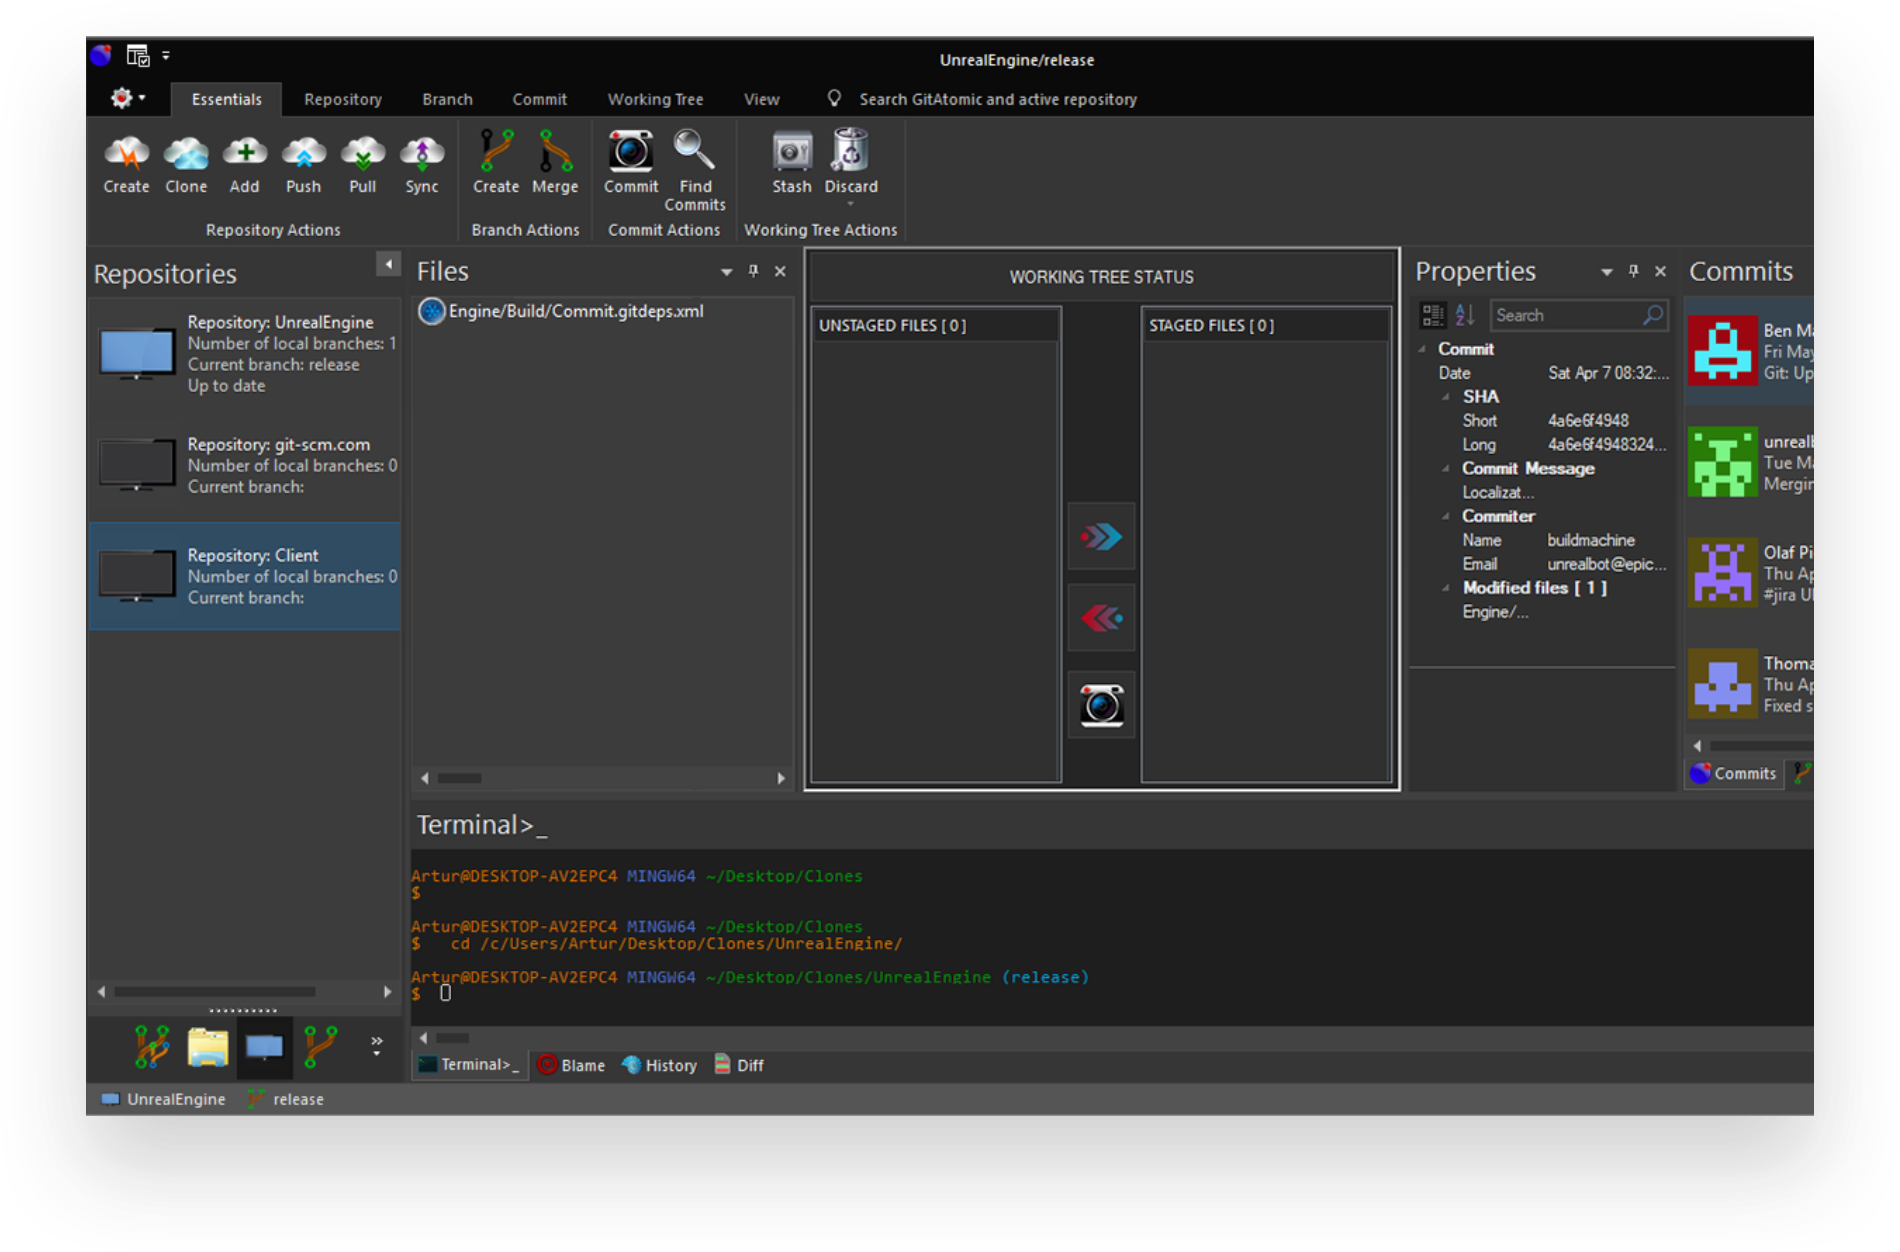 UnrealEngine/release
Essentials Repository Branch Commit Working Tree View Search GitAtomic and active repository
Create Clone Add Push Pull Sync Create Merge Commit Find Commits Stash Discard
Repository Actions Branch Actions Commit Actions Working Tree Actions
Repositories
Repository: UnrealEngine
Number of local branches: 1
Current branch: release
Up to date
Repository: git-scm.com
Number of local branches: 0
Current branch:
Repository: Client
Number of local branches: 0
Current branch:
Files
Engine/Build/Commit.gitdeps.xml
WORKING TREE STATUS
UNSTAGED FILES [ 0 ]
STAGED FILES [ 0 ]
Properties
Search
Commit
Date Sat Apr 7 08:32:...
SHA
Short 4a6e6f4948
Long 4a6e6f4948324...
Commit Message
Localizat...
Commiter
Name buildmachine
Email unrealbot@epic...
Modified files [ 1 ]
Engine/...
Commits
Ben Ma
Fri May
Git: Up
unreal
Tue Ma
Mergin
Olaf Pi
Thu Ap
#jira U
Thoma
Thu Ap
Fixed s
Commits
Terminal>_
Artur@DESKTOP-AV2EPC4 MINGW64 ~/Desktop/Clones
$
Artur@DESKTOP-AV2EPC4 MINGW64 ~/Desktop/Clones
$ cd /c/Users/Artur/Desktop/Clones/UnrealEngine/
Artur@DESKTOP-AV2EPC4 MINGW64 ~/Desktop/Clones/UnrealEngine (release)
$
Terminal>_ Blame History Diff
UnrealEngine release